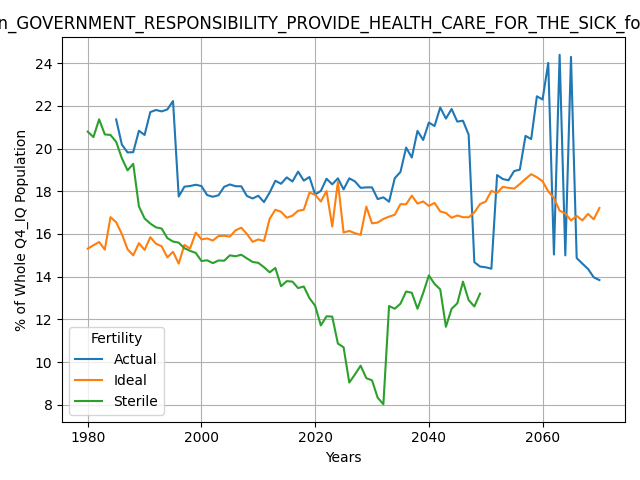 n_GOVERNMENT_RESPONSIBILITY_PROVIDE_HEALTH_CARE_FOR_THE_SICK_fo
% of Whole Q4_IQ Population
24
22
20
18
16
14
12
10
8
Fertility
Actual
Ideal
Sterile
1980 2000 2020 2040 2060
Years